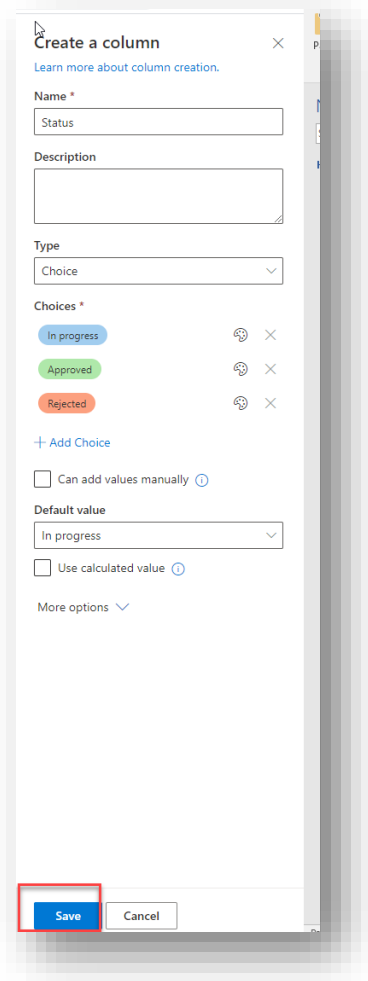 Create a column
Learn more about column creation.
Name *
Status
Description
Type
Choice
Choices *
In progress
Approved
Rejected
+ Add Choice
Can add values manually
Default value
In progress
Use calculated value
More options
Save
Cancel